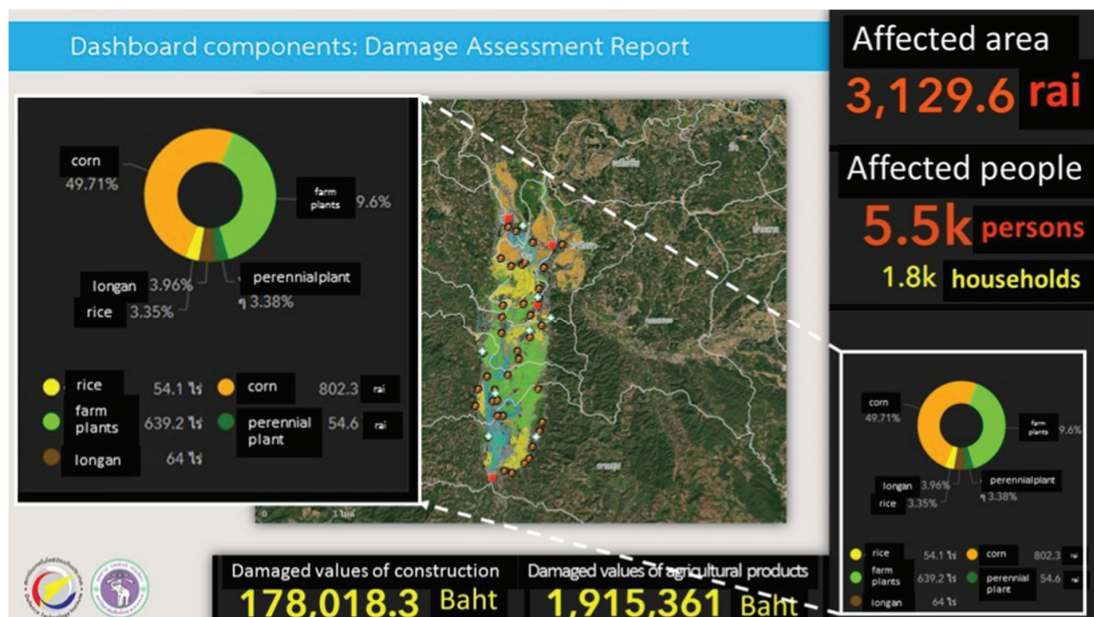 Dashboard components: Damage Assessment Report
Affected area
3,129.6 rai
Affected people
5.5k persons
1.8k households
corn
49.71%
farm
plants 9.6%
longan 3.96%
perennialplant
rice 3.35%
ๆ 3.38%
rice 54.1 ไร่
corn 802.3 rai
farm
plants 639.2 ไร่
perennial
plant 54.6 rai
longan 64 ไร่
corn
49.71%
farm
plants 9.6%
longan 3.96%
perennialplant
rice 3.35%
ๆ 3.38%
rice 54.1 ไร่
corn 802.3 rai
farm
plants 639.2 ไร่
perennial
plant 54.6 rai
longan 64 ไร่
0
Damaged values of construction
178,018.3 Baht
Damaged values of agricultural products
1,915,361 Baht